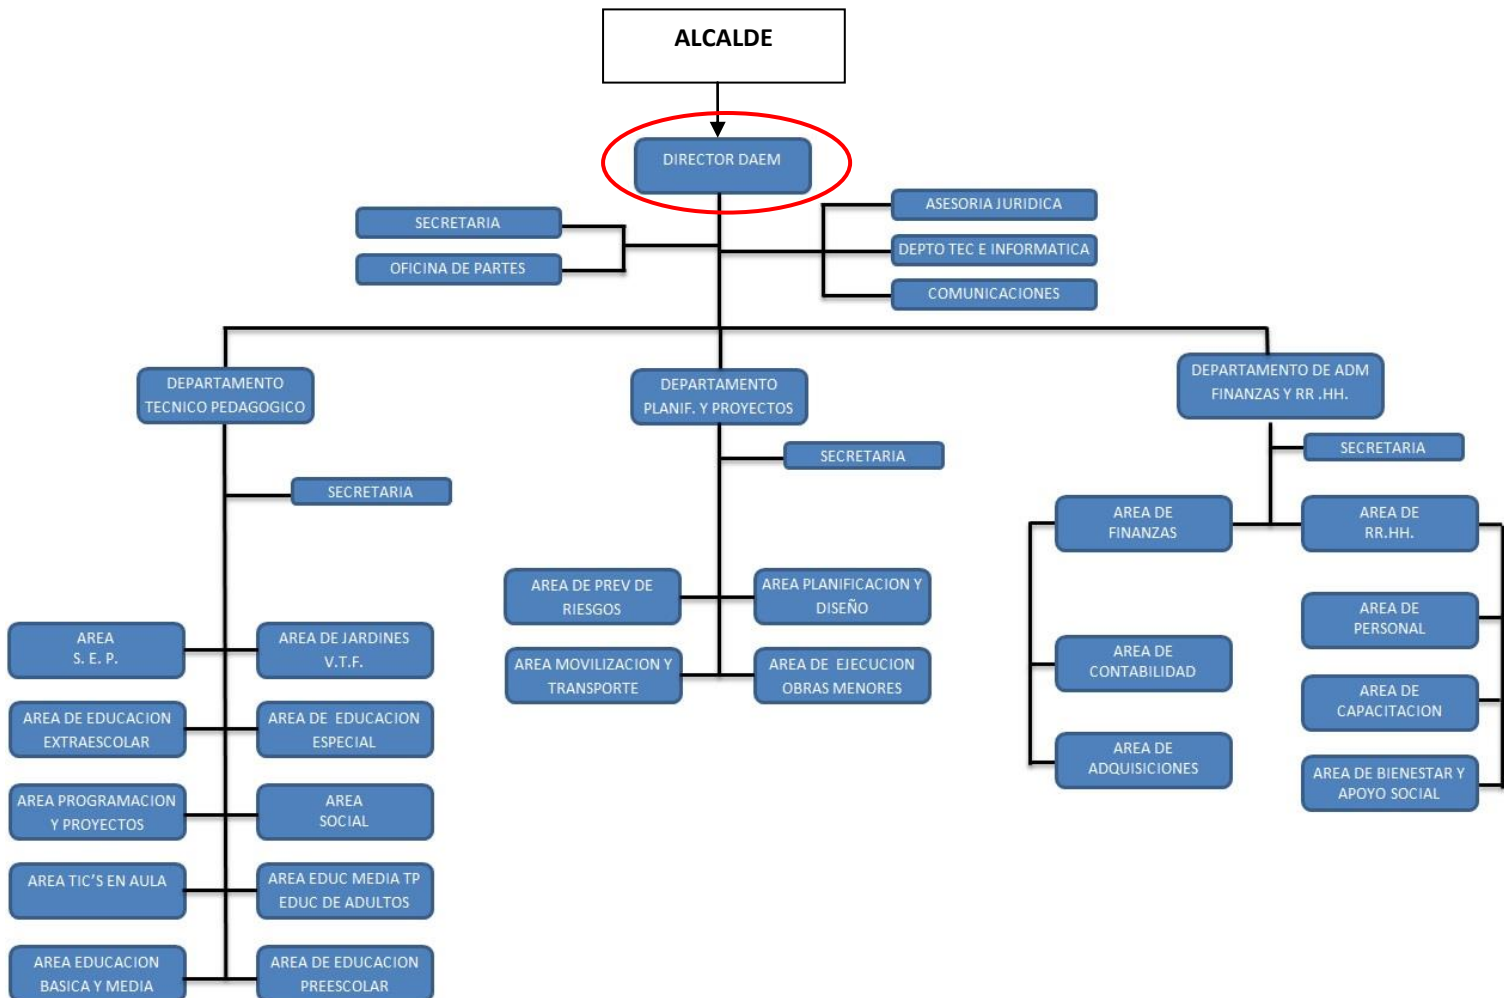 ALCALDE
DIRECTOR DAEM
SECRETARIA
OFICINA DE PARTES
ASESORIA JURIDICA
DEPTO TEC E INFORMATICA
COMUNICACIONES
DEPARTAMENTO
TECNICO PEDAGOGICO
SECRETARIA
AREA
S. E. P.
AREA DE JARDINES
V.T.F.
AREA DE EDUCACION
EXTRAESCOLAR
AREA DE EDUCACION
ESPECIAL
AREA PROGRAMACION
Y PROYECTOS
AREA
SOCIAL
AREA TIC'S EN AULA
AREA EDUC MEDIA TP
EDUC DE ADULTOS
AREA EDUCACION
BASICA Y MEDIA
AREA DE EDUCACION
PREESCOLAR
DEPARTAMENTO
PLANIF. Y PROYECTOS
SECRETARIA
AREA DE PREV DE
RIESGOS
AREA PLANIFICACION Y
DISEÑO
AREA MOVILIZACION Y
TRANSPORTE
AREA DE EJECUCION
OBRAS MENORES
DEPARTAMENTO DE ADM
FINANZAS Y RR .HH.
SECRETARIA
AREA DE
FINANZAS
AREA DE
RR.HH.
AREA DE
CONTABILIDAD
AREA DE
ADQUISICIONES
AREA DE
PERSONAL
AREA DE
CAPACITACION
AREA DE BIENESTAR Y
APOYO SOCIAL